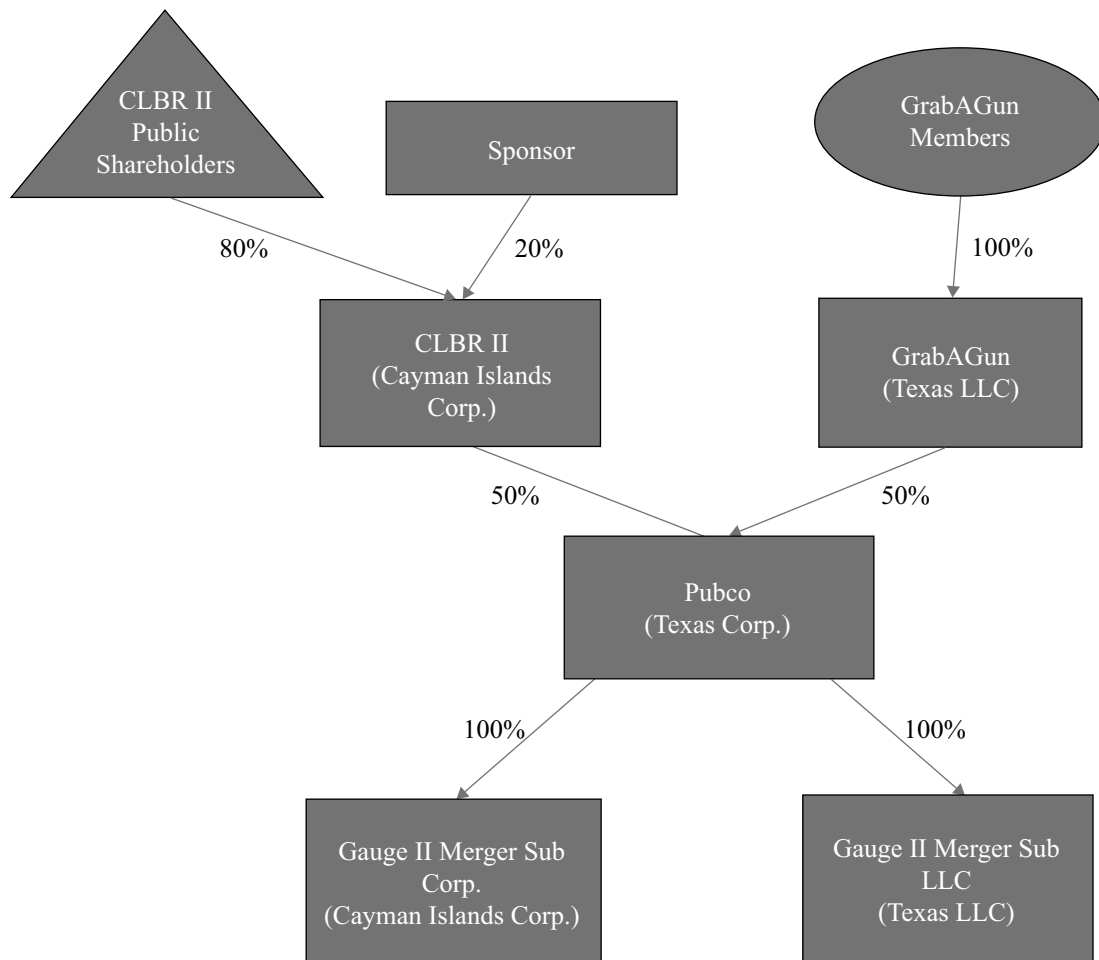 CLBR II
Public
Shareholders
Sponsor
GrabAGun
Members
80%
20%
100%
CLBR II
(Cayman Islands
Corp.)
GrabAGun
(Texas LLC)
50%
50%
Pubco
(Texas Corp.)
100%
100%
Gauge II Merger Sub
Corp.
(Cayman Islands Corp.)
Gauge II Merger Sub
LLC
(Texas LLC)